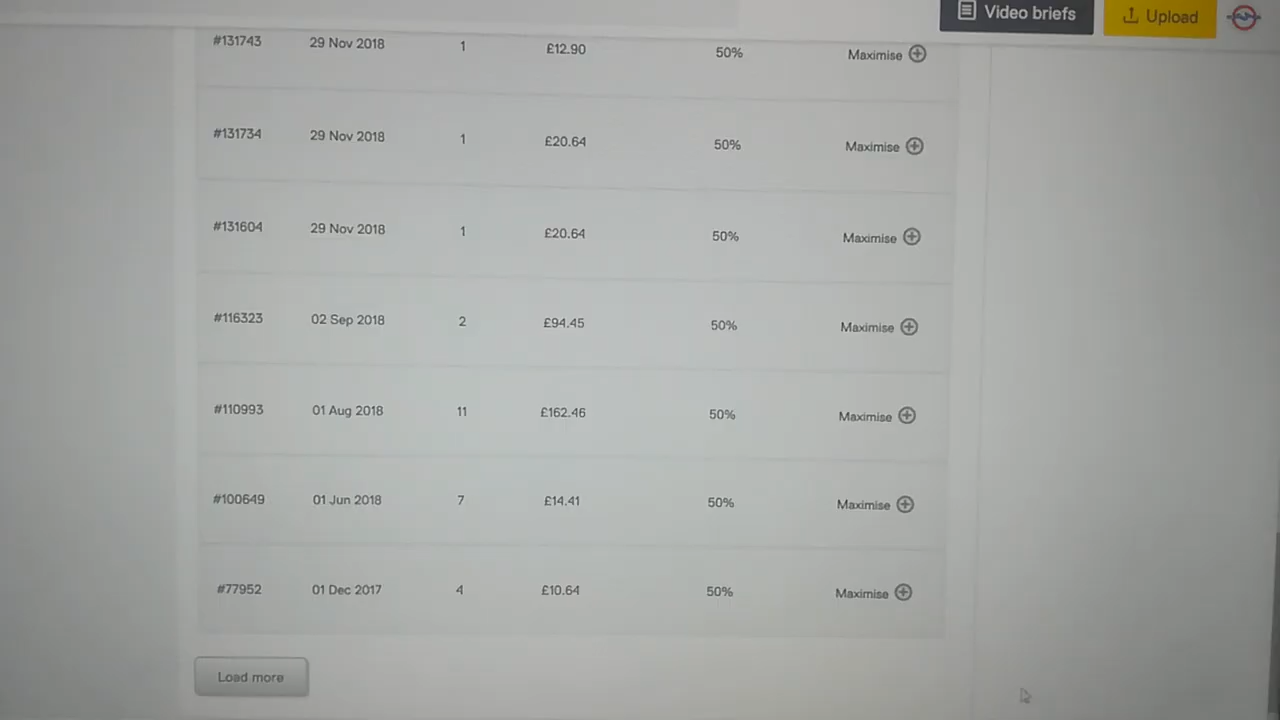 Video briefs Upload
#131743 29 Nov 2018 1 £12.90 50% Maximise
#131734 29 Nov 2018 1 £20.64 50% Maximise
#131604 29 Nov 2018 1 £20.64 50% Maximise
#116323 02 Sep 2018 2 £94.45 50% Maximise
#110993 01 Aug 2018 11 £162.46 50% Maximise
#100649 01 Jun 2018 7 £14.41 50% Maximise
#77952 01 Dec 2017 4 £10.64 50% Maximise
Load more